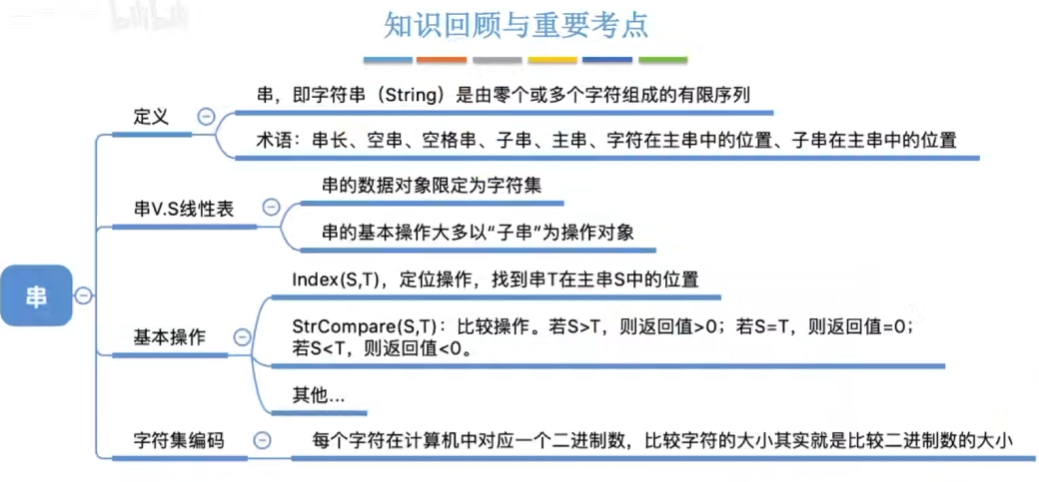 bilibili
知识回顾与重要考点
定义
串，即字符串（String）是由零个或多个字符组成的有限序列
术语：串长、空串、空格串、子串、主串、字符在主串中的位置、子串在主串中的位置
串V.S线性表
串的数据对象限定为字符集
串的基本操作大多以“子串”为操作对象
串
基本操作
Index(S,T)，定位操作，找到串T在主串S中的位置
StrCompare(S,T)：比较操作。若S>T，则返回值>0；若S=T，则返回值=0；
若S<T，则返回值<0。
其他...
字符集编码
每个字符在计算机中对应一个二进制数，比较字符的大小其实就是比较二进制数的大小